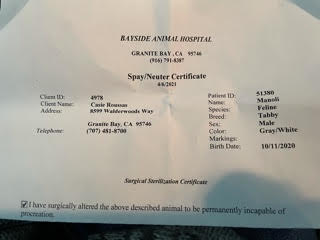 BAYSIDE ANIMAL HOSPITAL
GRANITE BAY , CA 95746
(916) 791-8387
Spay/Neuter Certificate
4/6/2021
Client ID: 4978
Client Name: Casie Roussas
Address: 8599 Walderwoods Way
Granite Bay, CA 95746
Telephone: (707) 481-8700
Patient ID: 51380
Name: Manoli
Species: Feline
Breed: Tabby
Sex: Male
Color: Gray/White
Markings:
Birth Date: 10/11/2020
Surgical Sterilization Certificate
☑ I have surgically altered the above described animal to be permanently incapable of
procreation.